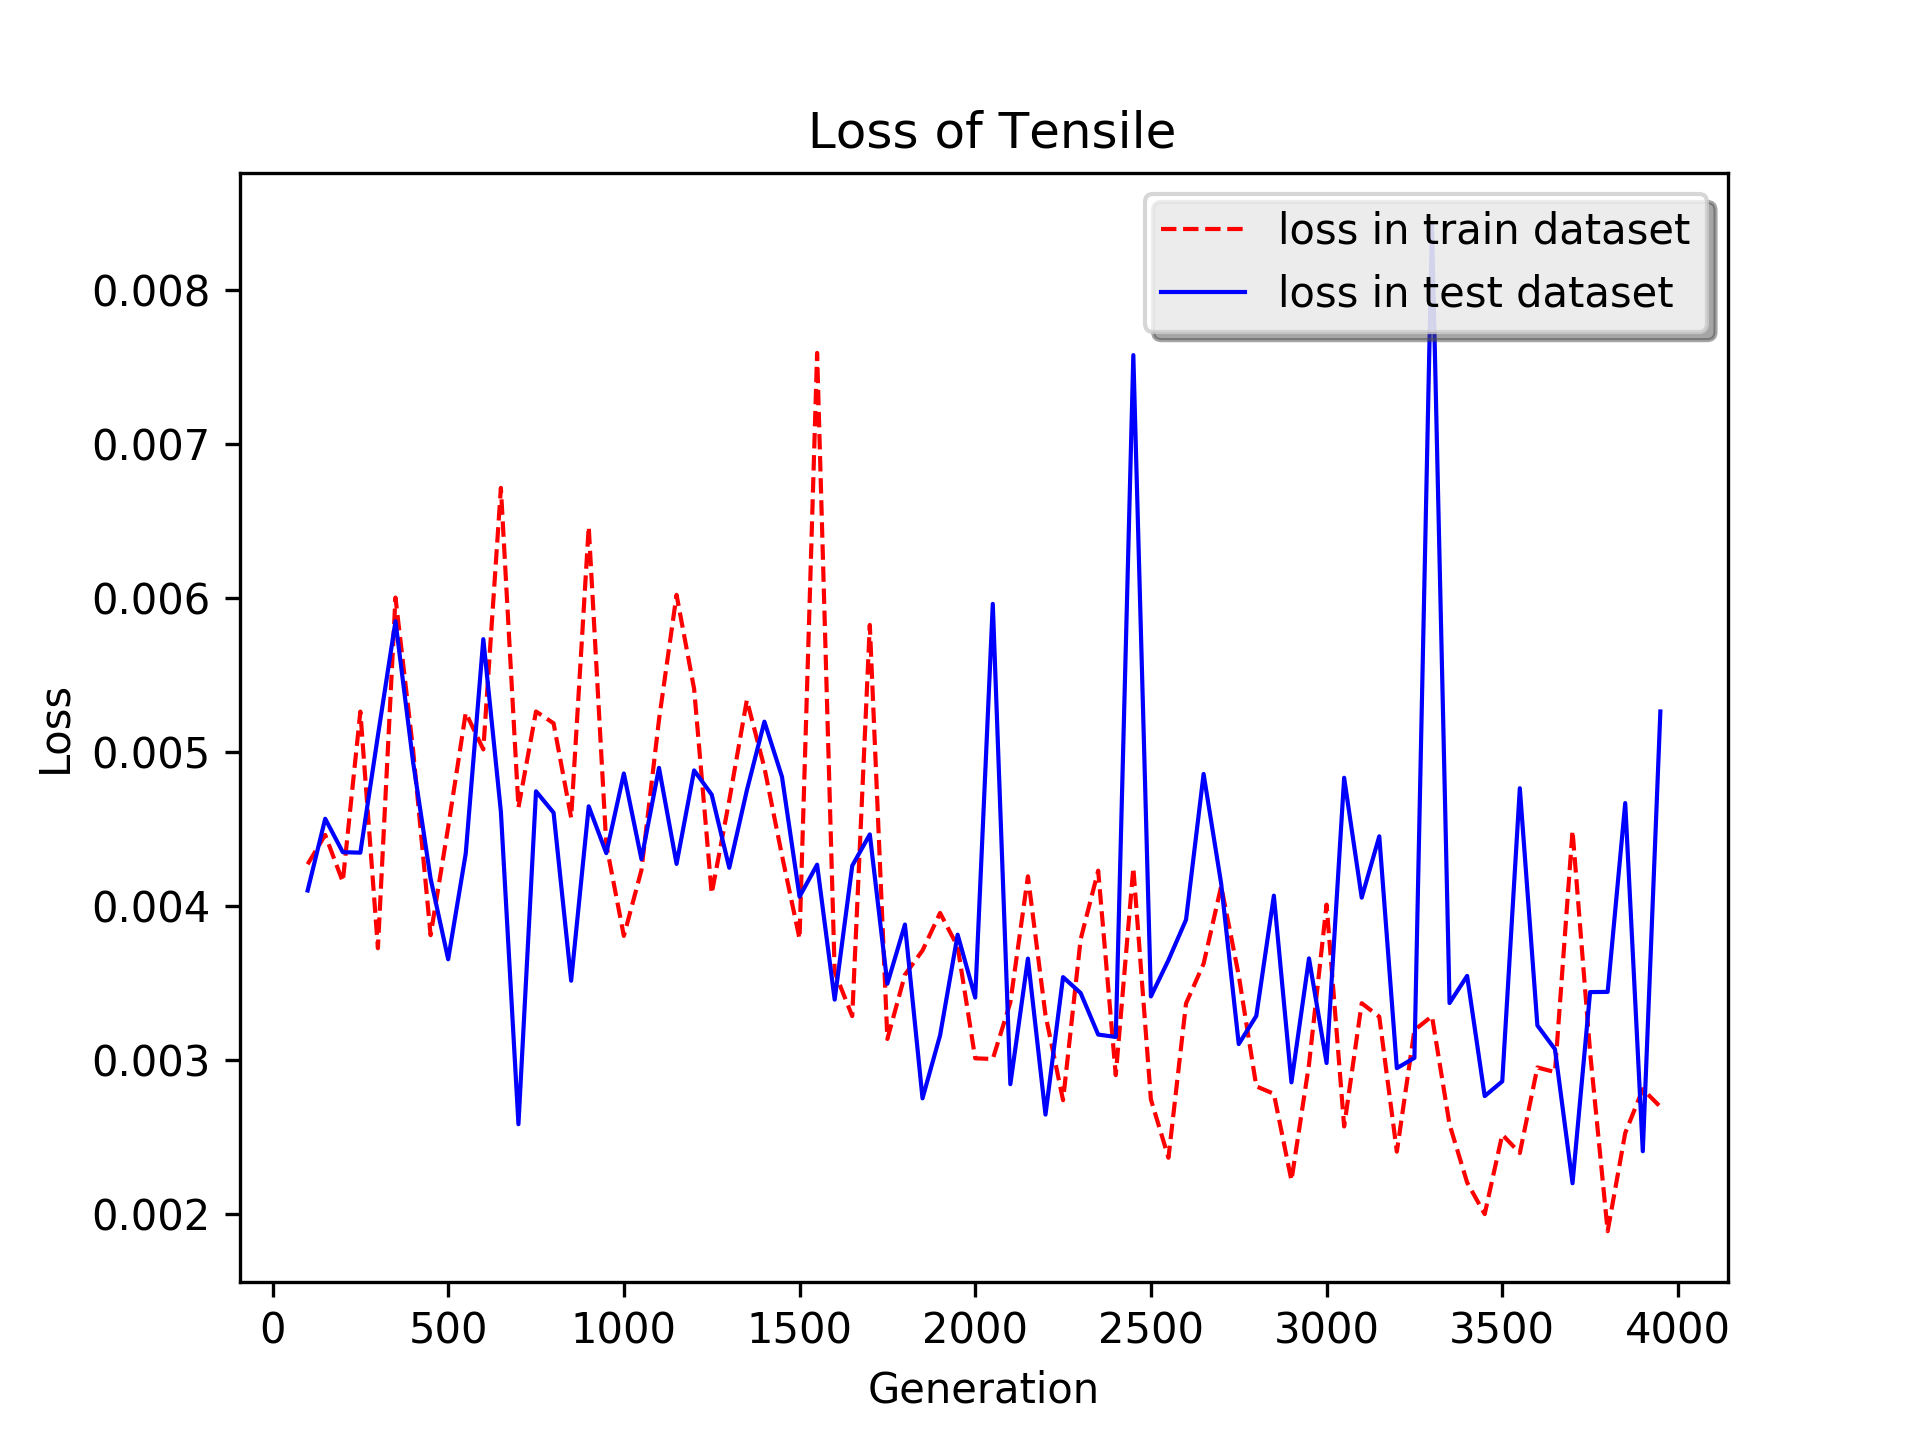 Loss of Tensile
loss in train dataset
loss in test dataset
0.008
0.007
0.006
0.005
0.004
0.003
0.002
Loss
0 500 1000 1500 2000 2500 3000 3500 4000
Generation